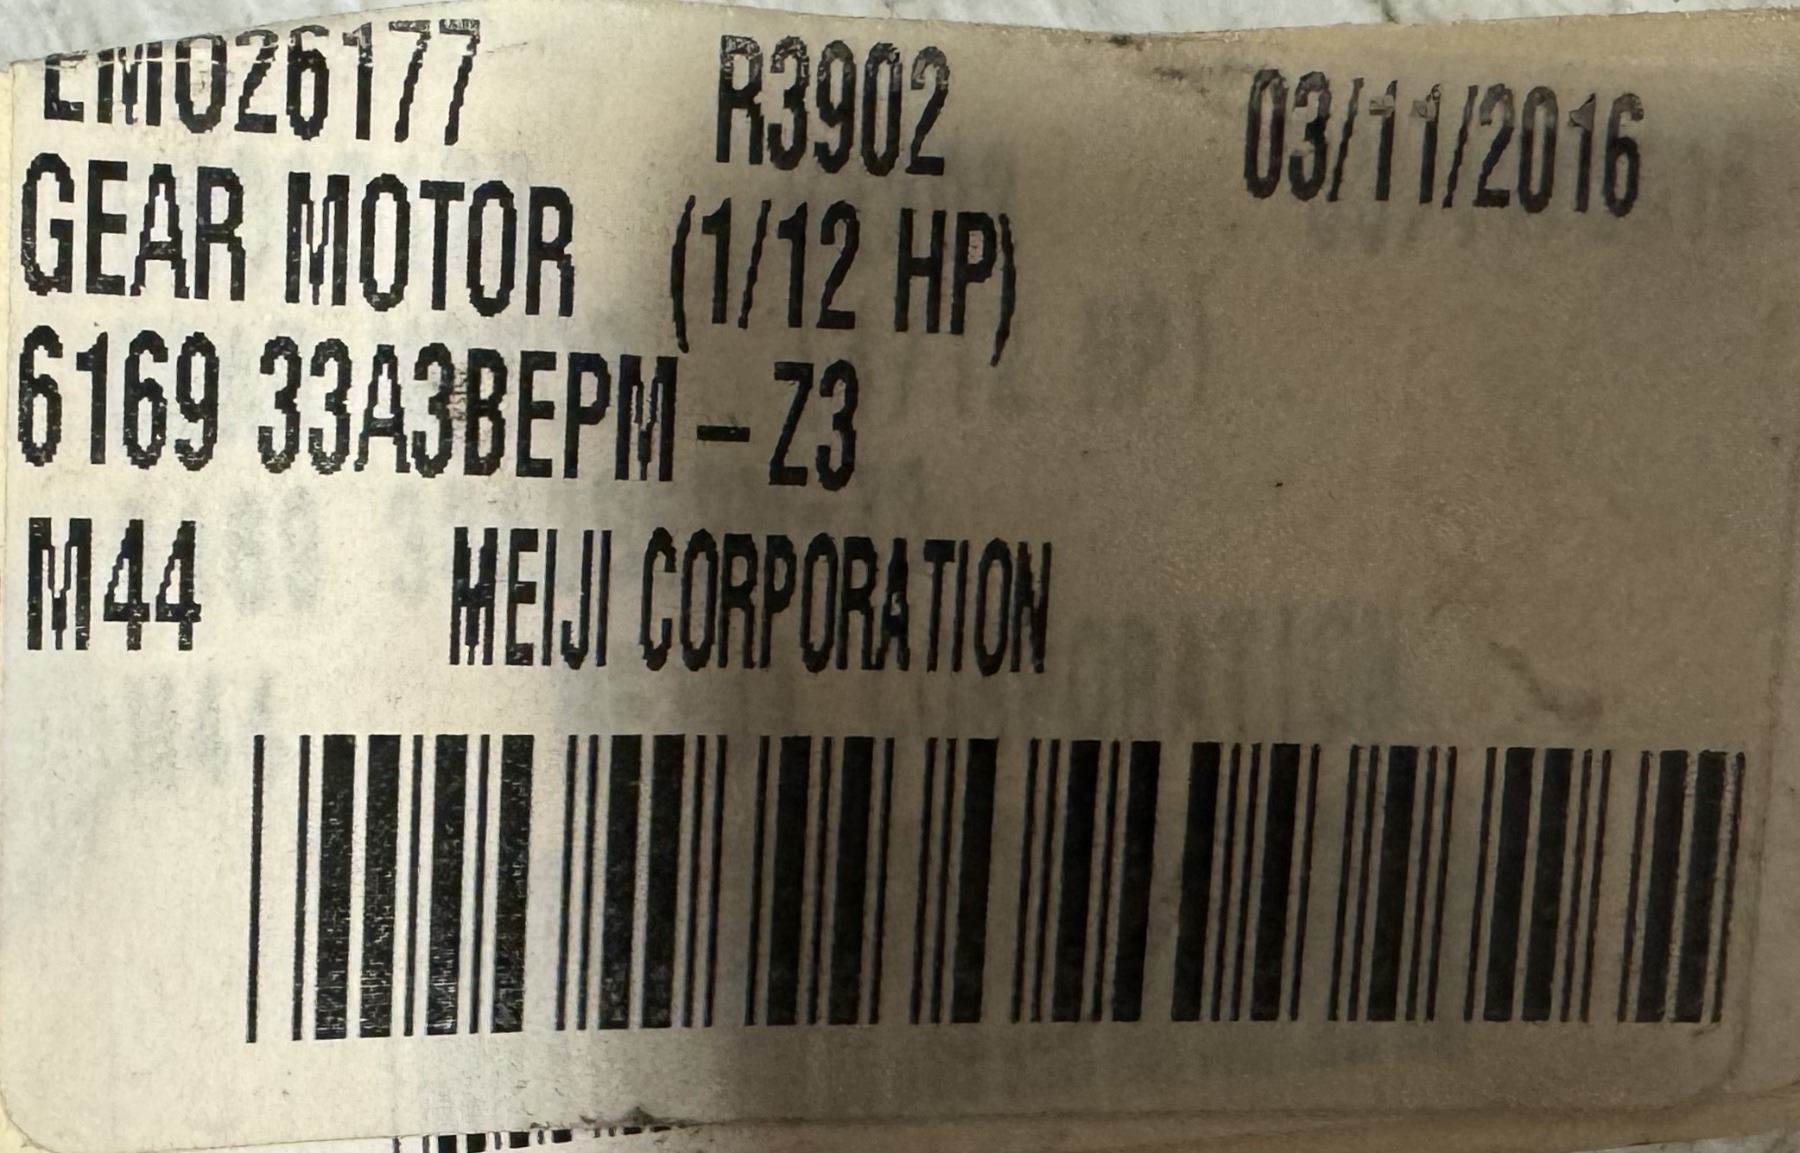 EM026177 R3902 03/11/2016
GEAR MOTOR (1/12 HP)
6169 33A3BEPM-Z3
M44 MEIJI CORPORATION